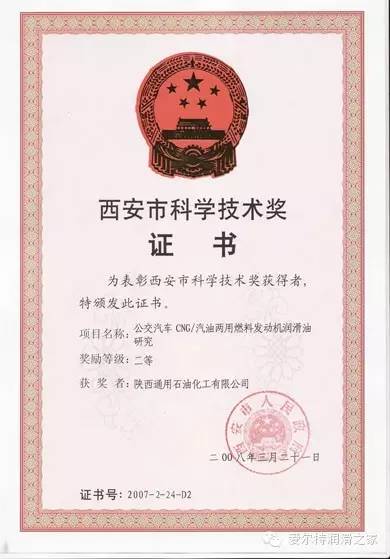 西安市科学技术奖
证 书
为表彰西安市科学技术奖获得者,
特颁发此证书。
项目名称: 公交汽车 CNG/汽油两用燃料发动机润滑油
研究
奖励等级: 二等
获 奖 者: 陕西通用石油化工有限公司
西安市人民政府
二00八年三月二十一日
证书号: 2007-2-24-D2
爱尔特润滑之家